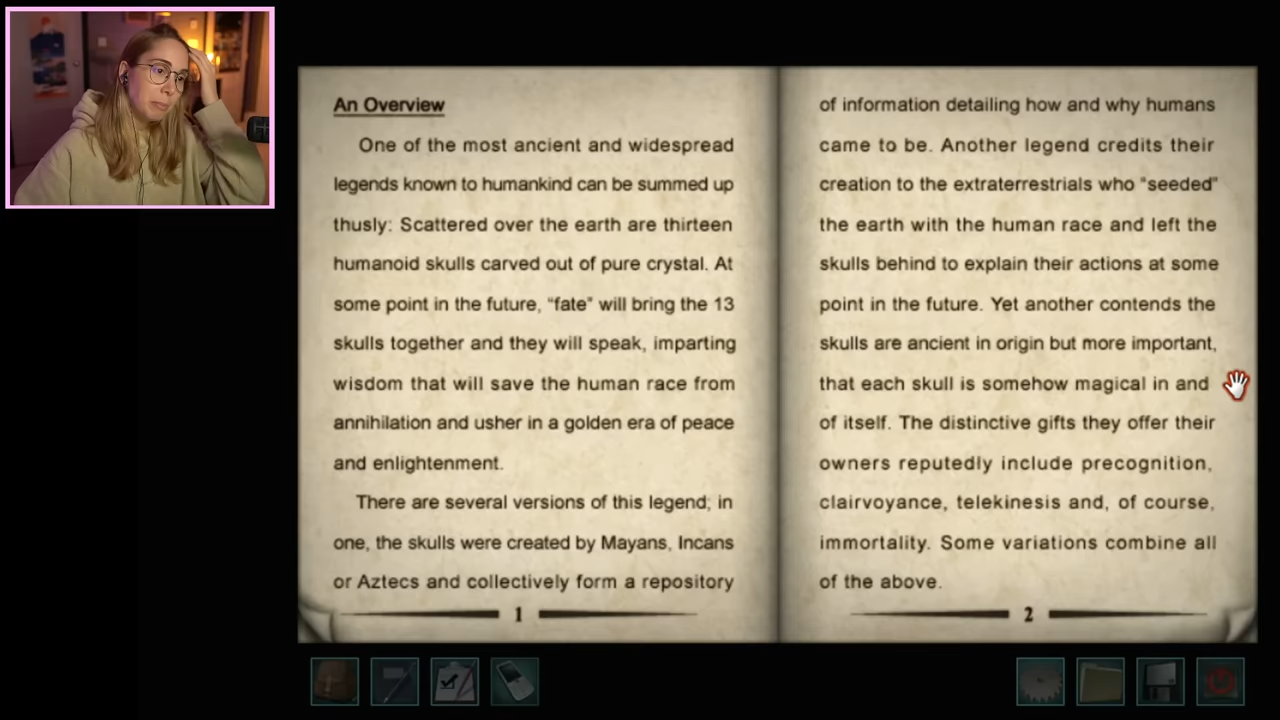 An Overview
One of the most ancient and widespread
legends known to humankind can be summed up
thusly: Scattered over the earth are thirteen
humanoid skulls carved out of pure crystal. At
some point in the future, "fate" will bring the 13
skulls together and they will speak, imparting
wisdom that will save the human race from
annihilation and usher in a golden era of peace
and enlightenment.
There are several versions of this legend; in
one, the skulls were created by Mayans, Incans
or Aztecs and collectively form a repository
1
of information detailing how and why humans
came to be. Another legend credits their
creation to the extraterrestrials who "seeded"
the earth with the human race and left the
skulls behind to explain their actions at some
point in the future. Yet another contends the
skulls are ancient in origin but more important,
that each skull is somehow magical in and
of itself. The distinctive gifts they offer their
owners reputedly include precognition,
clairvoyance, telekinesis and, of course,
immortality. Some variations combine all
of the above.
2